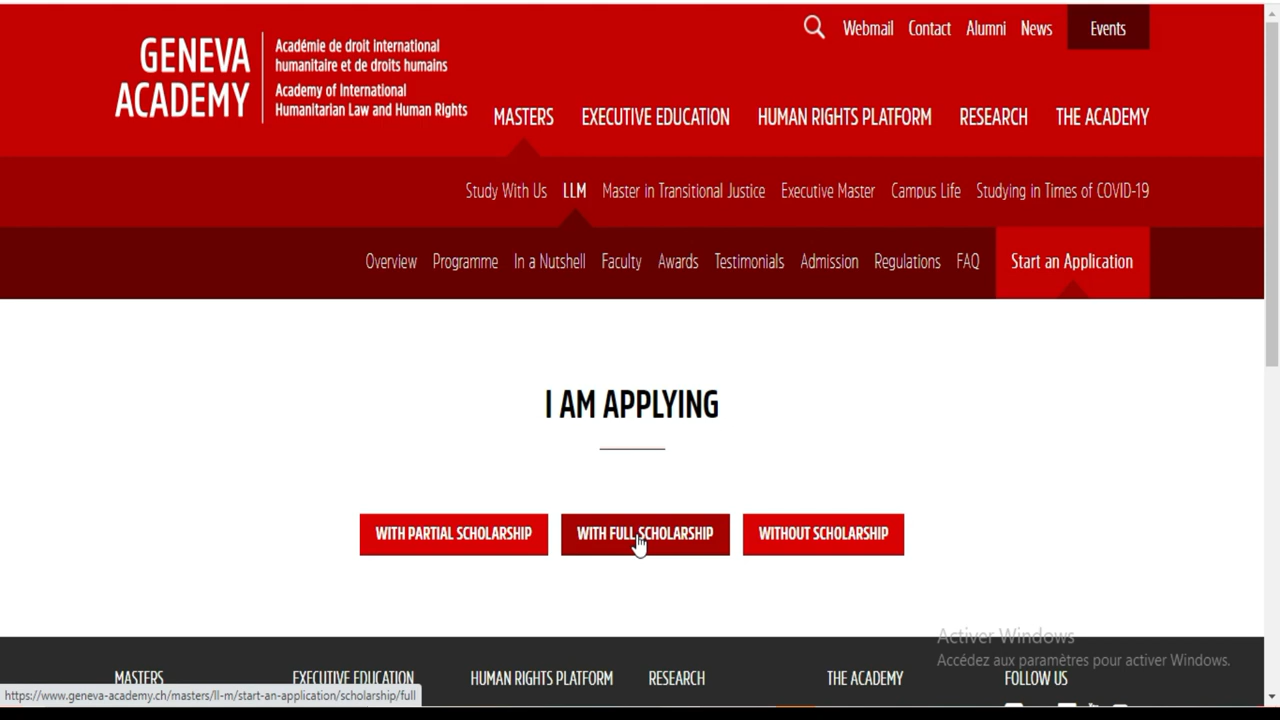 Webmail Contact Alumni News Events
GENEVA ACADEMY
Académie de droit international
humanitaire et de droits humains
Academy of International
Humanitarian Law and Human Rights
MASTERS EXECUTIVE EDUCATION HUMAN RIGHTS PLATFORM RESEARCH THE ACADEMY
Study With Us LLM Master in Transitional Justice Executive Master Campus Life Studying in Times of COVID-19
Overview Programme In a Nutshell Faculty Awards Testimonials Admission Regulations FAQ Start an Application
I AM APPLYING
WITH PARTIAL SCHOLARSHIP WITH FULL SCHOLARSHIP WITHOUT SCHOLARSHIP
Activer Windows
Accédez aux paramètres pour activer Windows.
MASTERS EXECUTIVE EDUCATION HUMAN RIGHTS PLATFORM RESEARCH THE ACADEMY FOLLOW US
https://www.geneva-academy.ch/masters/ll-m/start-an-application/scholarship/full